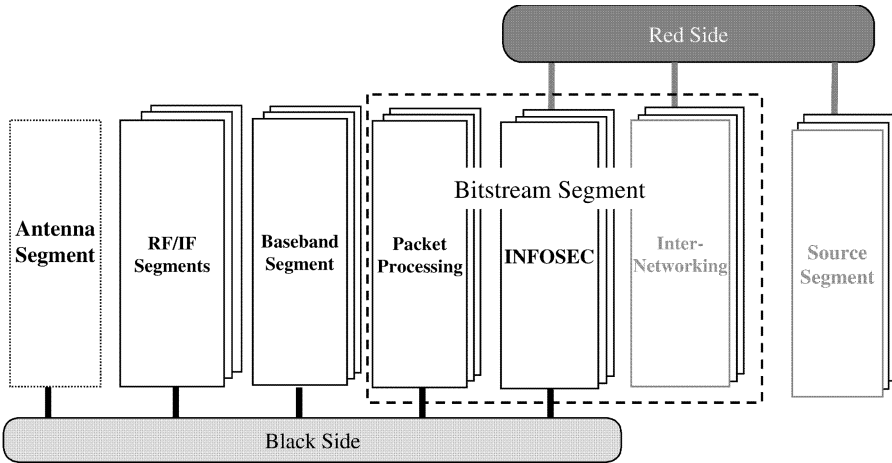 Red Side
Bitstream Segment
Antenna
Segment
RF/IF
Segments
Baseband
Segment
Packet
Processing
INFOSEC
Inter-
Networking
Source
Segment
Black Side